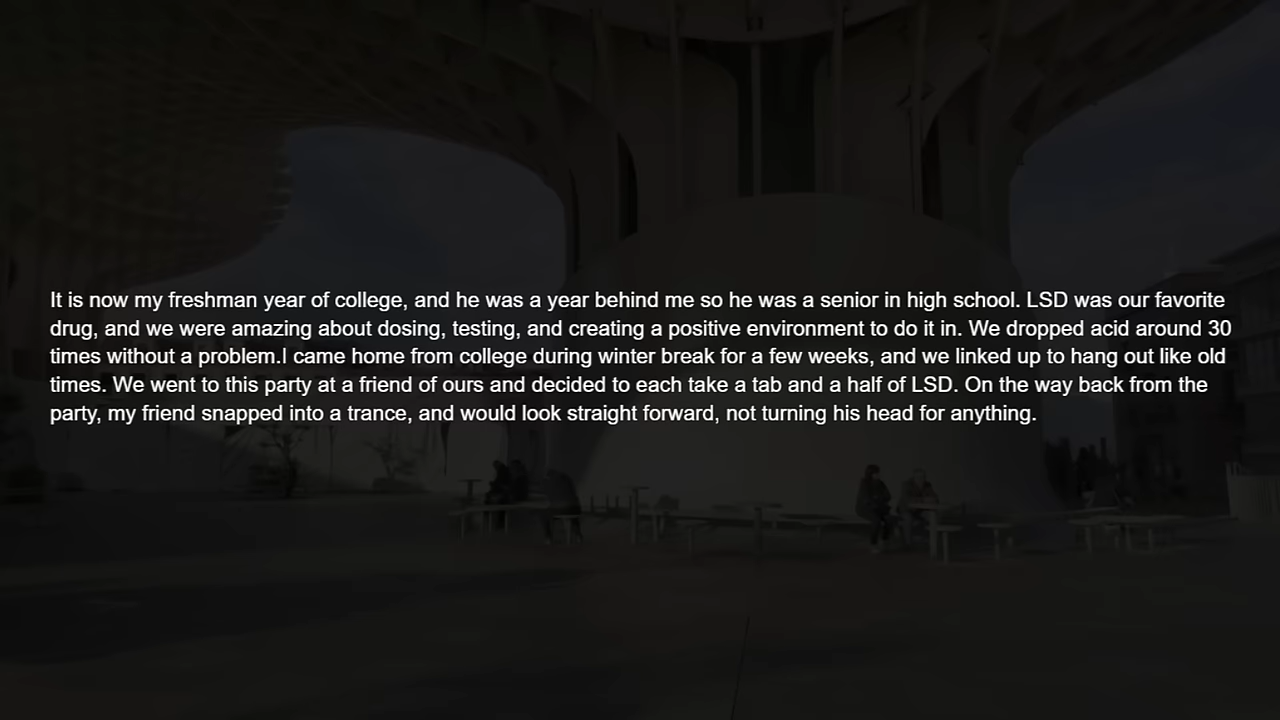 It is now my freshman year of college, and he was a year behind me so he was a senior in high school. LSD was our favorite
drug, and we were amazing about dosing, testing, and creating a positive environment to do it in. We dropped acid around 30
times without a problem.I came home from college during winter break for a few weeks, and we linked up to hang out like old
times. We went to this party at a friend of ours and decided to each take a tab and a half of LSD. On the way back from the
party, my friend snapped into a trance, and would look straight forward, not turning his head for anything.